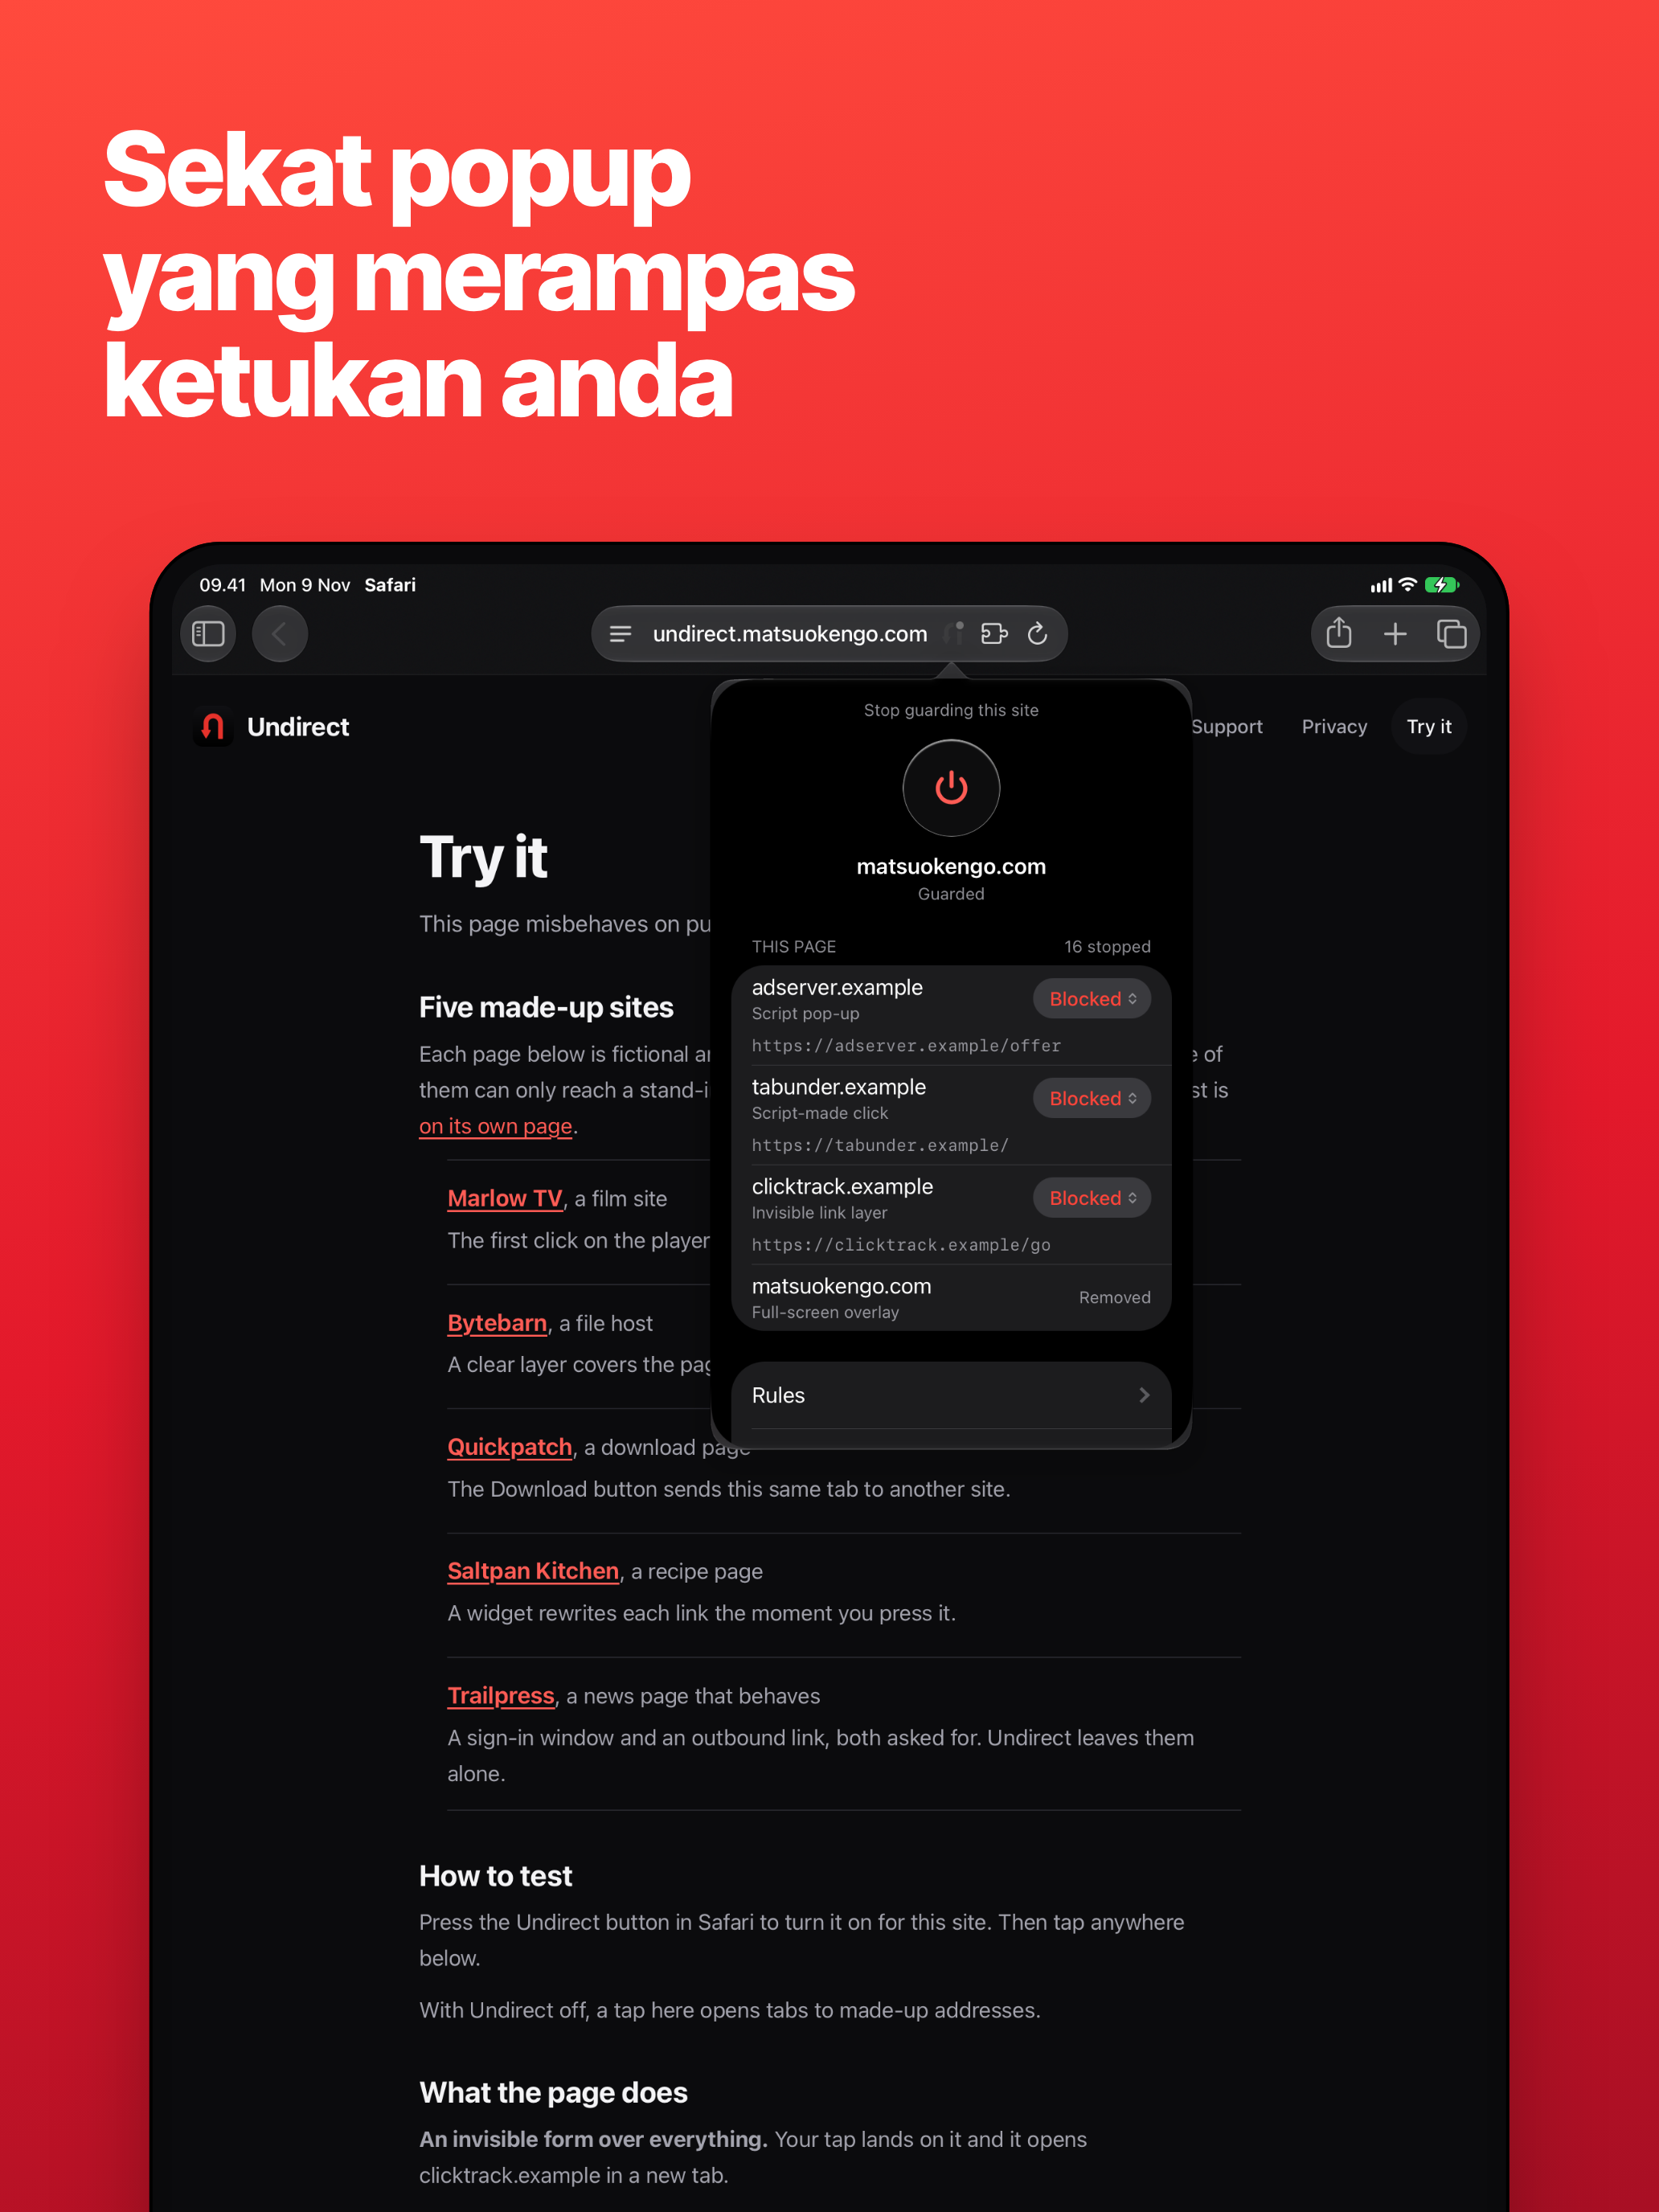 Sekat popup
yang merampas
ketukan anda
09.41 Mon 9 Nov Safari
undirect.matsuokengo.com
Undirect
Support Privacy Try it
Stop guarding this site
matsuokengo.com
Guarded
THIS PAGE 16 stopped
adserver.example
Script pop-up
Blocked
https://adserver.example/offer
tabunder.example
Script-made click
Blocked
https://tabunder.example/
clicktrack.example
Invisible link layer
Blocked
https://clicktrack.example/go
matsuokengo.com
Full-screen overlay
Removed
Rules
Try it
This page misbehaves on
Five made-up sites
Each page below is fictional
of
them can only reach a
is
on its own page.
Marlow TV, a film site
The first click on the player
Bytebarn, a file host
A clear layer covers the
Quickpatch, a download page
The Download button sends this same tab to another site.
Saltpan Kitchen, a recipe page
A widget rewrites each link the moment you press it.
Trailpress, a news page that behaves
A sign-in window and an outbound link, both asked for. Undirect leaves them
alone.
How to test
Press the Undirect button in Safari to turn it on for this site. Then tap anywhere
below.
With Undirect off, a tap here opens tabs to made-up addresses.
What the page does
An invisible form over everything. Your tap lands on it and it opens
clicktrack.example in a new tab.